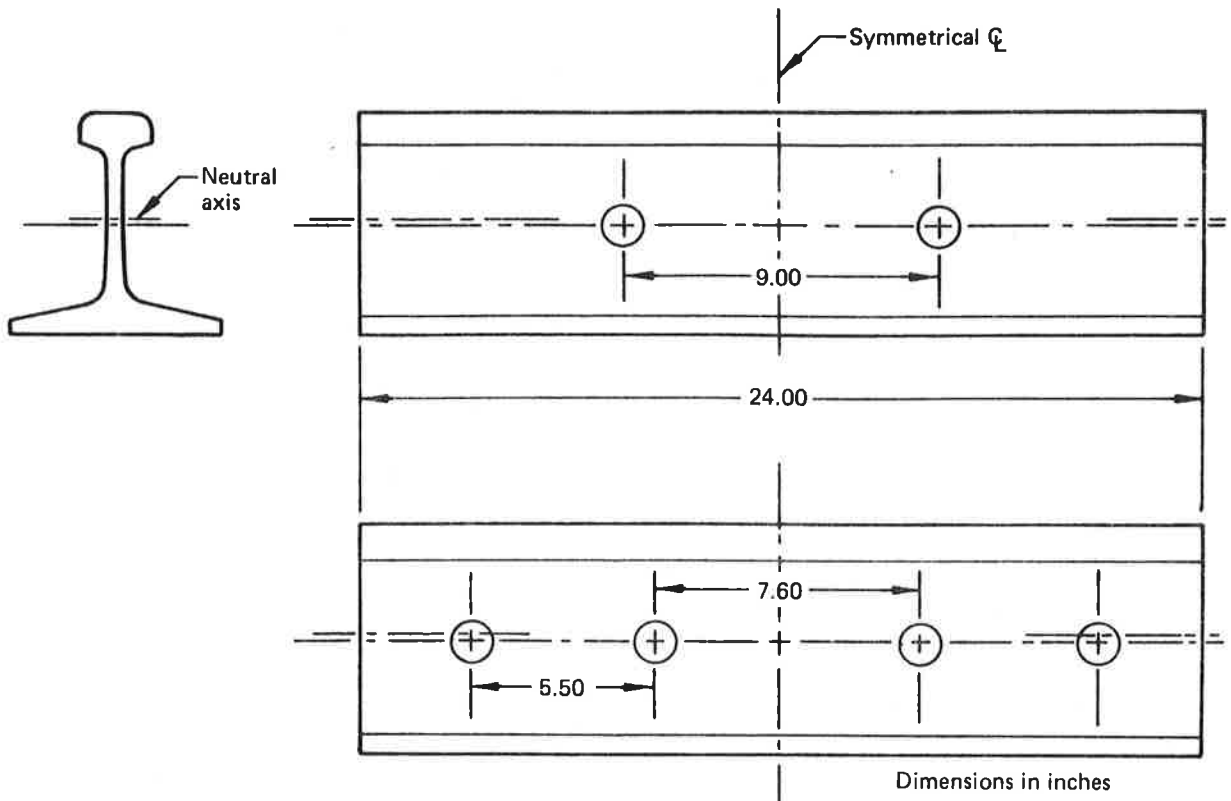 Symmetrical ℄
Neutral
axis
9.00
24.00
7.60
5.50
Dimensions in inches